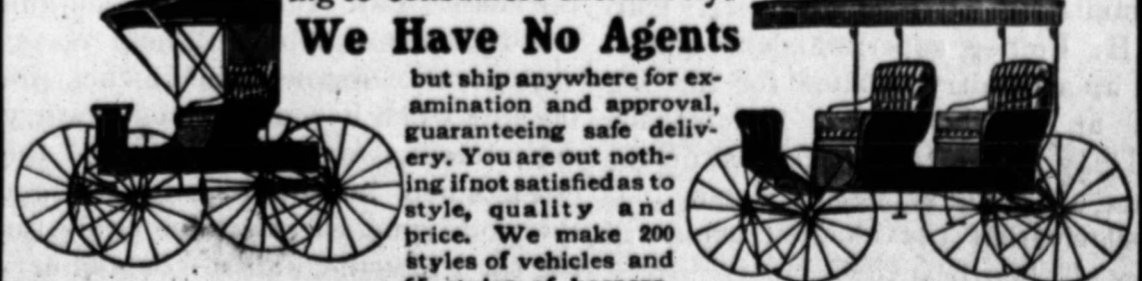 We Have No Agents
but ship anywhere for ex-
amination and approval,
guaranteeing safe deliv-
ery. You are out noth-
ing if not satisfied as to
style, quality and
price. We make 200
styles of vehicles and